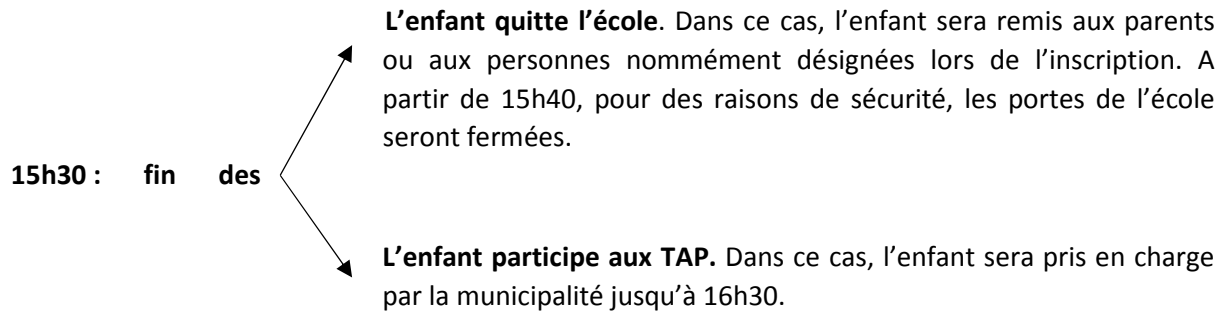 L’enfant quitte l’école. Dans ce cas, l’enfant sera remis aux parents
ou aux personnes nommément désignées lors de l’inscription. A
partir de 15h40, pour des raisons de sécurité, les portes de l’école
seront fermées.
15h30 : fin des
L’enfant participe aux TAP. Dans ce cas, l’enfant sera pris en charge
par la municipalité jusqu’à 16h30.